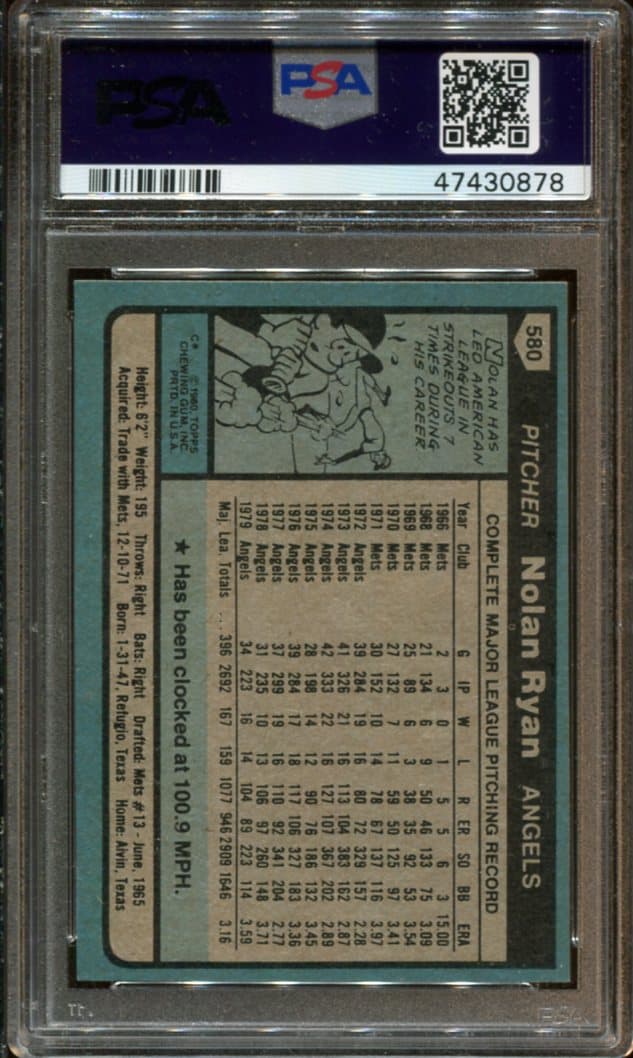 PSA
PSA
47430878
580
PITCHER Nolan Ryan ANGELS
NOLAN HAS
LED AMERICAN
LEAGUE IN
STRIKEOUTS 7
TIMES DURING
HIS CAREER
C* © 1980, TOPPS
CHEWING GUM, INC.
PRTD. IN U.S.A.
COMPLETE MAJOR LEAGUE PITCHING RECORD
Year Club G IP W L R ER SO BB ERA
1966 Mets 2 3 0 1 5 5 6 3 15.00
1968 Mets 21 134 6 9 50 46 133 75 3.09
1969 Mets 25 89 6 3 38 35 92 53 3.54
1970 Mets 27 132 7 11 59 50 125 97 3.41
1971 Mets 30 152 10 14 78 67 137 116 3.97
1972 Angels 39 284 19 16 80 72 329 157 2.28
1973 Angels 41 326 21 16 113 104 383 162 2.87
1974 Angels 42 333 22 16 127 107 367 202 2.89
1975 Angels 28 198 14 12 90 76 186 132 3.45
1976 Angels 39 284 17 18 117 106 327 183 3.36
1977 Angels 37 299 19 16 110 92 341 204 2.77
1978 Angels 31 235 10 13 106 97 260 148 3.71
1979 Angels 34 223 16 14 104 89 223 114 3.59
Maj. Lea. Totals ... 396 2692 167 159 1077 946 2909 1646 3.16
★ Has been clocked at 100.9 MPH.
Height: 6'2" Weight: 195 Throws: Right Bats: Right Drafted: Mets #13 - June, 1965
Acquired: Trade with Mets, 12-10-71 Born: 1-31-47, Refugio, Texas Home: Alvin, Texas
PSA